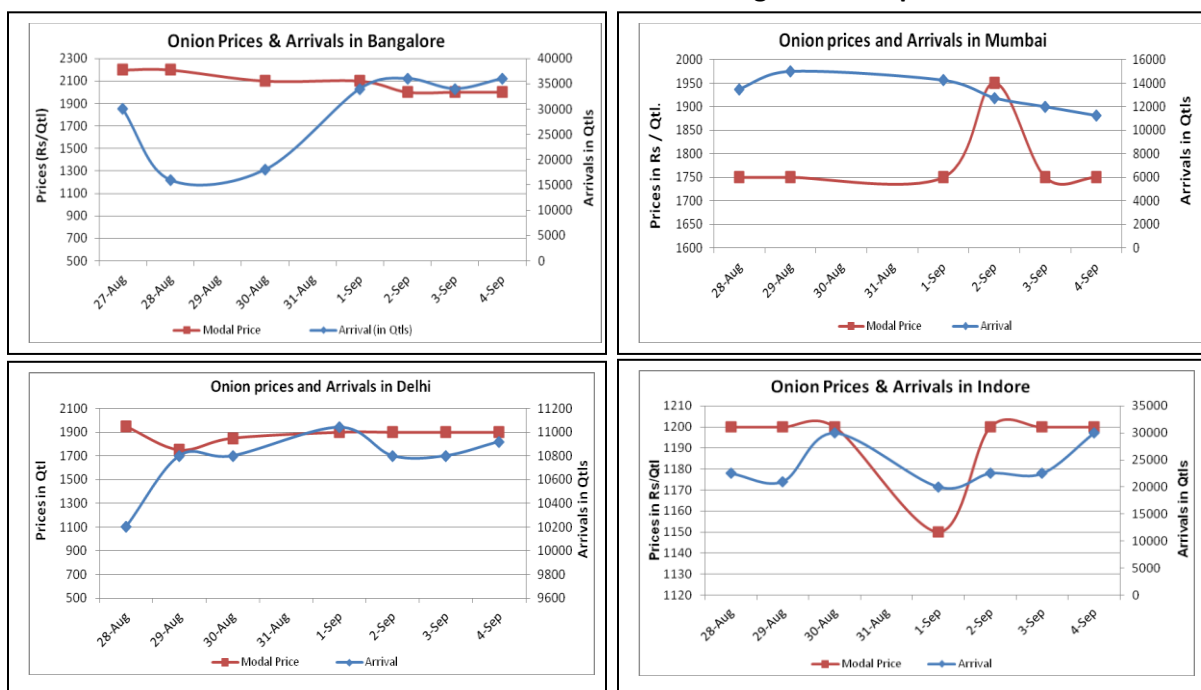 Onion Prices & Arrivals in Bangalore
Prices (Rs/Qtl)
2300
2100
1900
1700
1500
1300
1100
900
700
500
40000
35000
30000
25000
20000
15000
10000
5000
0
Arrivals in Qtls
27-Aug
28-Aug
29-Aug
30-Aug
31-Aug
1-Sep
2-Sep
3-Sep
4-Sep
Modal Price
Arrival (in Qtls)
Onion prices and Arrivals in Mumbai
Prices in Rs / Qtl.
2000
1950
1900
1850
1800
1750
1700
1650
1600
16000
14000
12000
10000
8000
6000
4000
2000
0
Arrivals in Qtls
28-Aug
29-Aug
30-Aug
31-Aug
1-Sep
2-Sep
3-Sep
4-Sep
Modal Price
Arrival
Onion prices and Arrivals in Delhi
Prices in Qtl
2100
1900
1700
1500
1300
1100
900
700
500
11200
11000
10800
10600
10400
10200
10000
9800
9600
Arrivals in Qtls
28-Aug
29-Aug
30-Aug
31-Aug
1-Sep
2-Sep
3-Sep
4-Sep
Modal Price
Arrival
Onion Prices & Arrivals in Indore
Prices in Rs/Qtl
1210
1200
1190
1180
1170
1160
1150
1140
1130
1120
35000
30000
25000
20000
15000
10000
5000
0
Arrivals in Qtls
28-Aug
29-Aug
30-Aug
31-Aug
1-Sep
2-Sep
3-Sep
4-Sep
Modal Price
Arrival